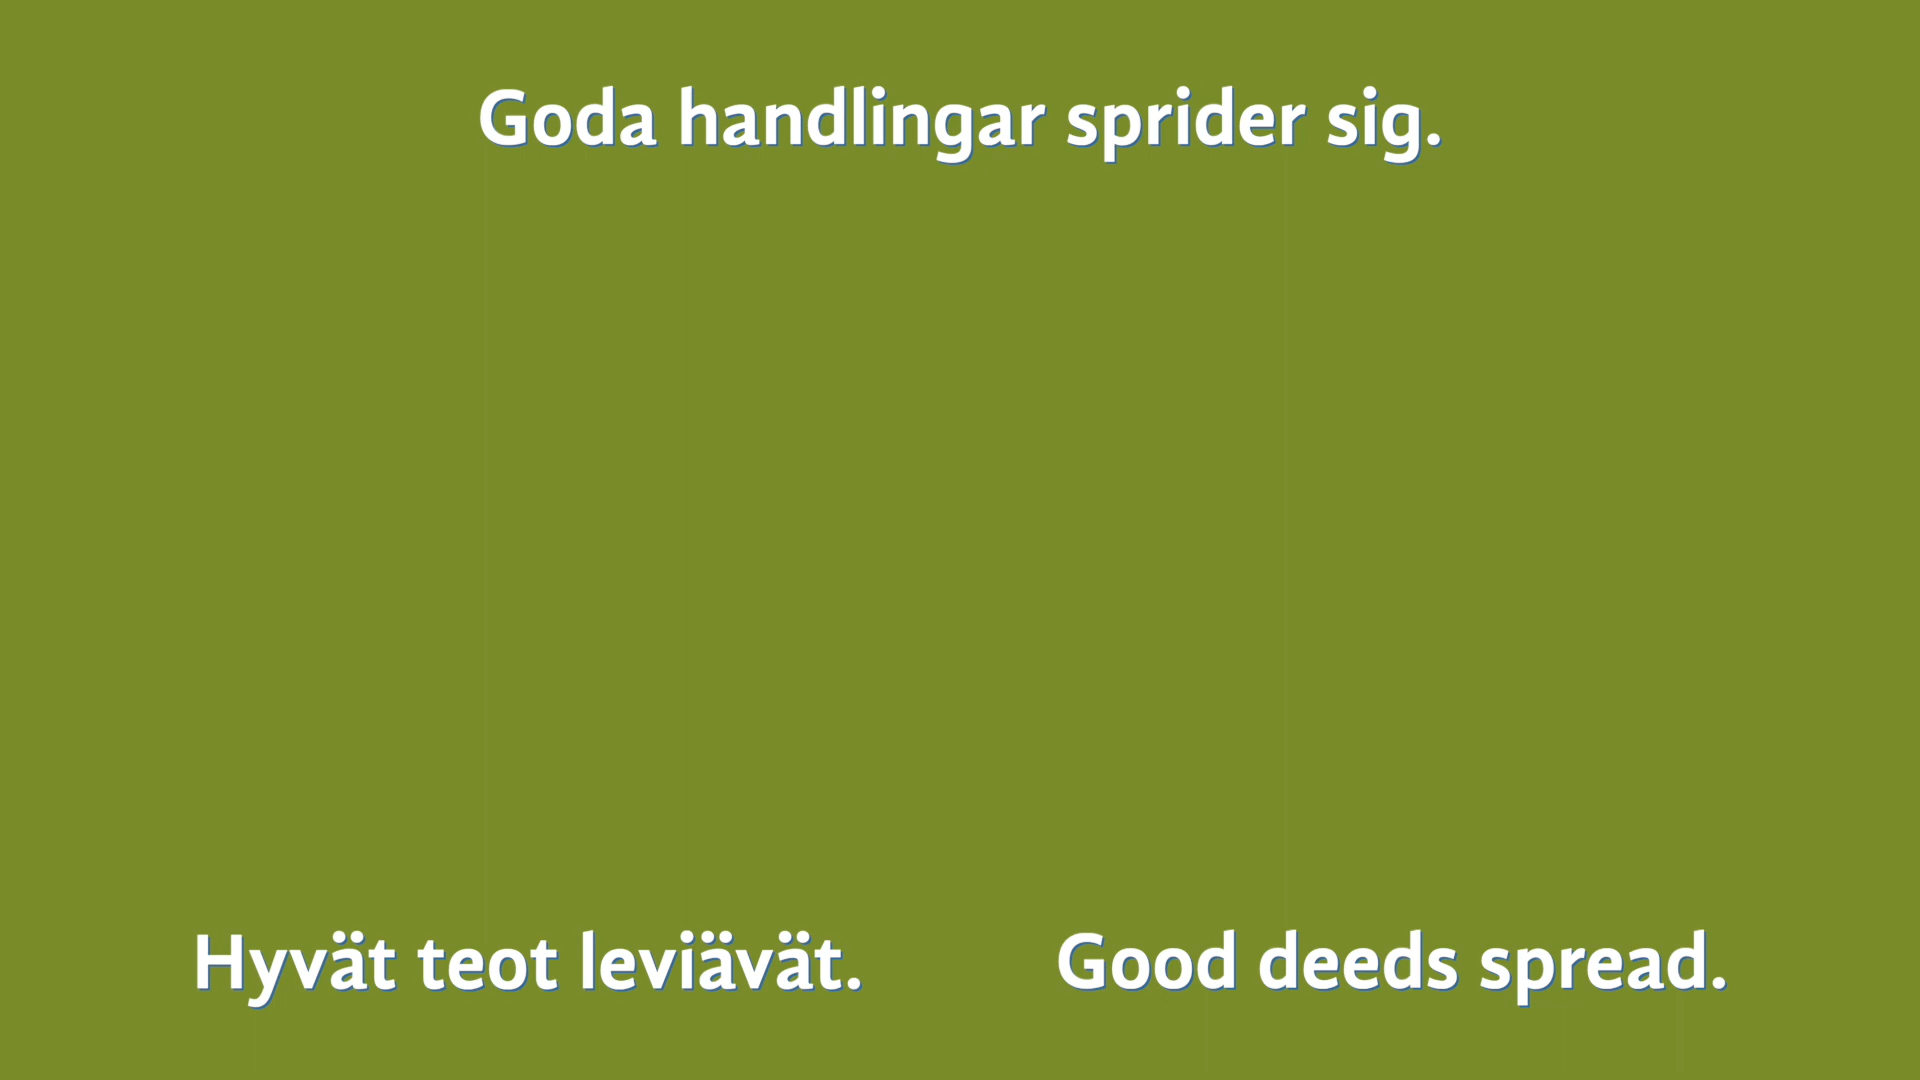 Goda handlingar sprider sig.
Hyvät teot leviävät.
Good deeds spread.